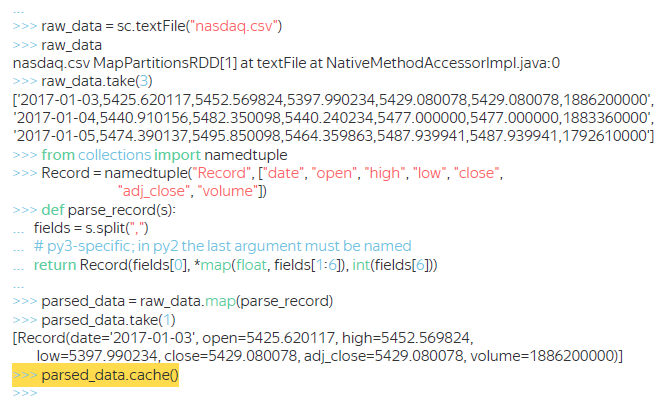 ...
>>> raw_data = sc.textFile("nasdaq.csv")
>>> raw_data
nasdaq.csv MapPartitionsRDD[1] at textFile at NativeMethodAccessorImpl.java:0
>>> raw_data.take(3)
['2017-01-03,5425.620117,5452.569824,5397.990234,5429.080078,5429.080078,1886200000',
'2017-01-04,5440.910156,5482.350098,5440.240234,5477.000000,5477.000000,1883360000',
'2017-01-05,5474.390137,5495.850098,5464.359863,5487.939941,5487.939941,1792610000']
>>> from collections import namedtuple
>>> Record = namedtuple("Record", ["date", "open", "high", "low", "close",
"adj_close", "volume"])
>>> def parse_record(s):
... fields = s.split(",")
... # py3-specific; in py2 the last argument must be named
... return Record(fields[0], *map(float, fields[1:6]), int(fields[6]))
...
>>> parsed_data = raw_data.map(parse_record)
>>> parsed_data.take(1)
[Record(date='2017-01-03', open=5425.620117, high=5452.569824,
low=5397.990234, close=5429.080078, adj_close=5429.080078, volume=1886200000)]
>>> parsed_data.cache()
>>>